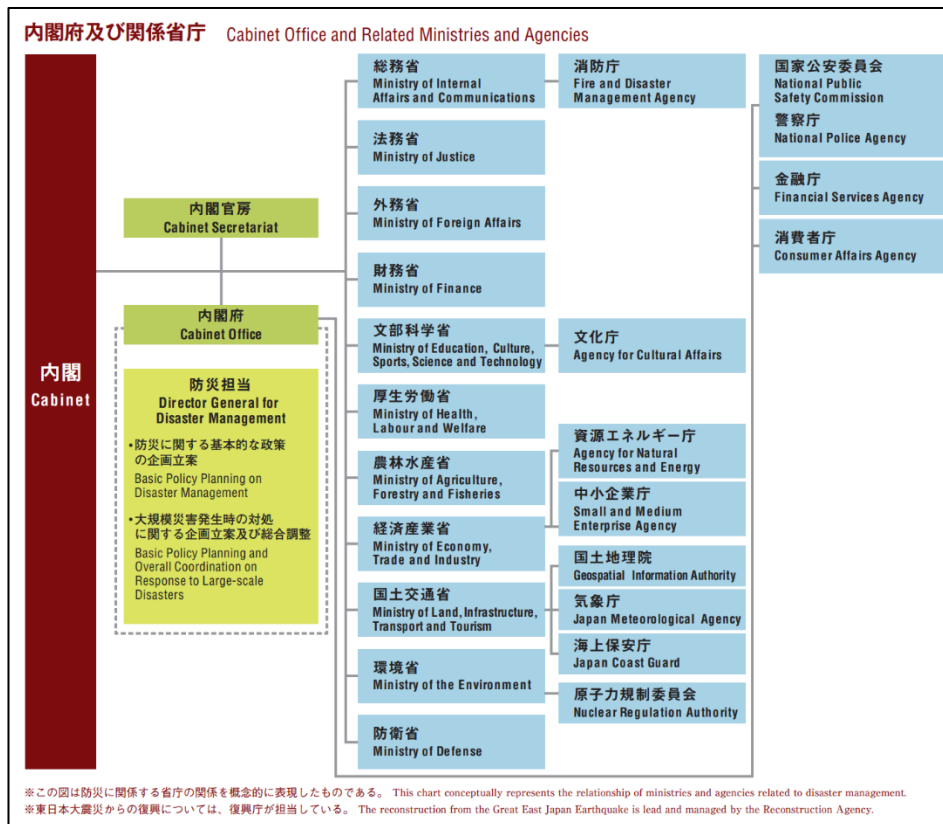 内閣府及び関係省庁 Cabinet Office and Related Ministries and Agencies
内閣
Cabinet
内閣官房
Cabinet Secretariat
内閣府
Cabinet Office
防災担当
Director General for
Disaster Management
・防災に関する基本的な政策
の企画立案
Basic Policy Planning on
Disaster Management
・大規模災害発生時の対処
に関する企画立案及び総合調整
Basic Policy Planning and
Overall Coordination on
Response to Large-scale
Disasters
総務省
Ministry of Internal
Affairs and Communications
法務省
Ministry of Justice
外務省
Ministry of Foreign Affairs
財務省
Ministry of Finance
文部科学省
Ministry of Education, Culture,
Sports, Science and Technology
厚生労働省
Ministry of Health,
Labour and Welfare
農林水産省
Ministry of Agriculture,
Forestry and Fisheries
経済産業省
Ministry of Economy,
Trade and Industry
国土交通省
Ministry of Land, Infrastructure,
Transport and Tourism
環境省
Ministry of the Environment
防衛省
Ministry of Defense
消防庁
Fire and Disaster
Management Agency
文化庁
Agency for Cultural Affairs
資源エネルギー庁
Agency for Natural
Resources and Energy
中小企業庁
Small and Medium
Enterprise Agency
国土地理院
Geospatial Information Authority
気象庁
Japan Meteorological Agency
海上保安庁
Japan Coast Guard
原子力規制委員会
Nuclear Regulation Authority
国家公安委員会
National Public
Safety Commission
警察庁
National Police Agency
金融庁
Financial Services Agency
消費者庁
Consumer Affairs Agency
※この図は防災に関係する省庁の関係を概念的に表現したものである。 This chart conceptually represents the relationship of ministries and agencies related to disaster management.
※東日本大震災からの復興については、復興庁が担当している。 The reconstruction from the Great East Japan Earthquake is lead and managed by the Reconstruction Agency.